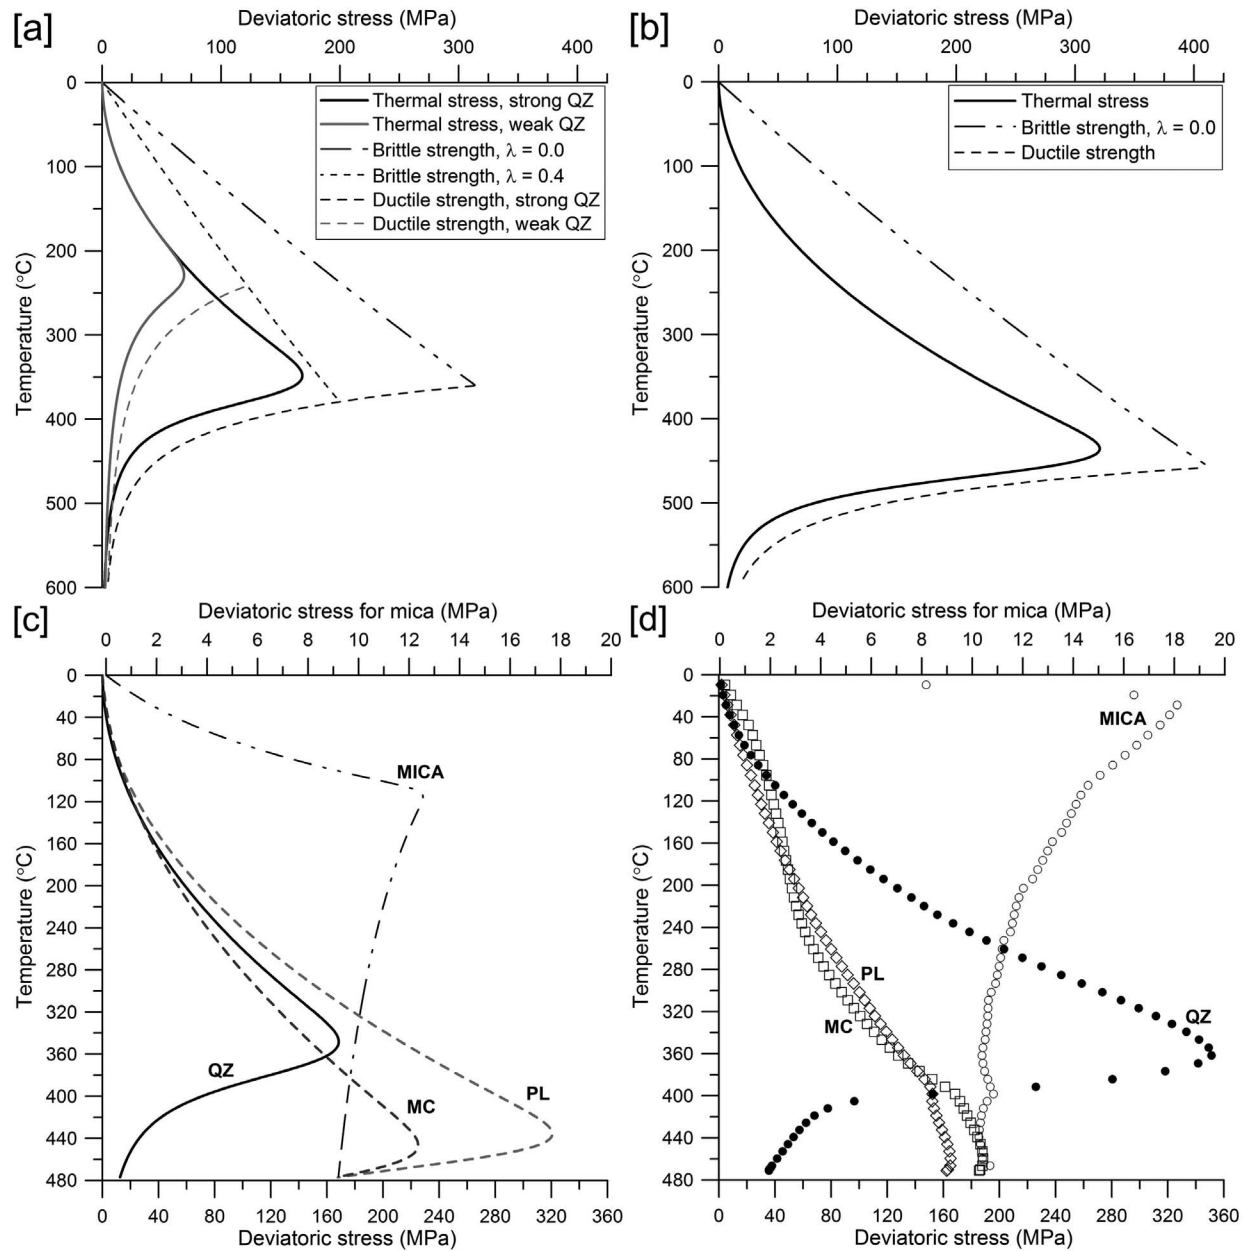 [a]
Deviatoric stress (MPa)
0 100 200 300 400
0
100
200
300
400
500
600
Temperature (°C)
Thermal stress, strong QZ
Thermal stress, weak QZ
Brittle strength, λ = 0.0
Brittle strength, λ = 0.4
Ductile strength, strong QZ
Ductile strength, weak QZ
[b]
Deviatoric stress (MPa)
0 100 200 300 400
0
100
200
300
400
500
600
Temperature (°C)
Thermal stress
Brittle strength, λ = 0.0
Ductile strength
[c]
Deviatoric stress for mica (MPa)
0 2 4 6 8 10 12 14 16 18 20
0
40
80
120
160
200
240
280
320
360
400
440
480
Temperature (°C)
MICA
QZ
MC
PL
0 40 80 120 160 200 240 280 320 360
Deviatoric stress (MPa)
[d]
Deviatoric stress for mica (MPa)
0 2 4 6 8 10 12 14 16 18 20
0
40
80
120
160
200
240
280
320
360
400
440
480
Temperature (°C)
MICA
PL
MC
QZ
0 40 80 120 160 200 240 280 320 360
Deviatoric stress (MPa)